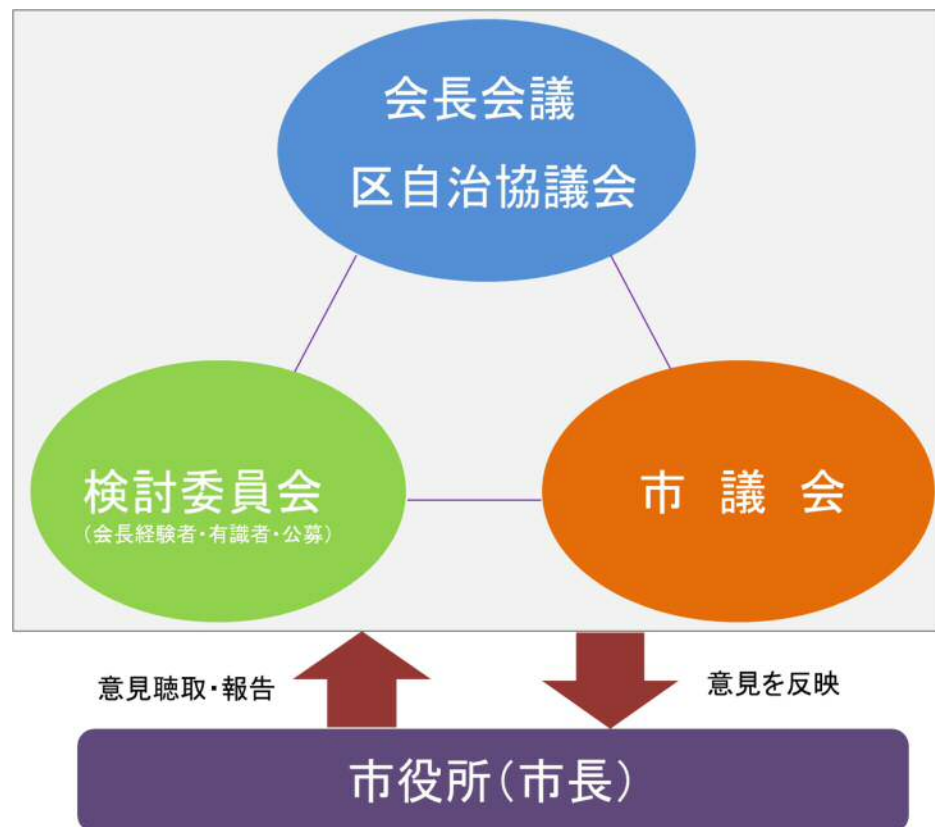 会長会議
区自治協議会
検討委員会
(会長経験者・有識者・公募)
市 議 会
意見聴取・報告
意見を反映
市役所(市長)